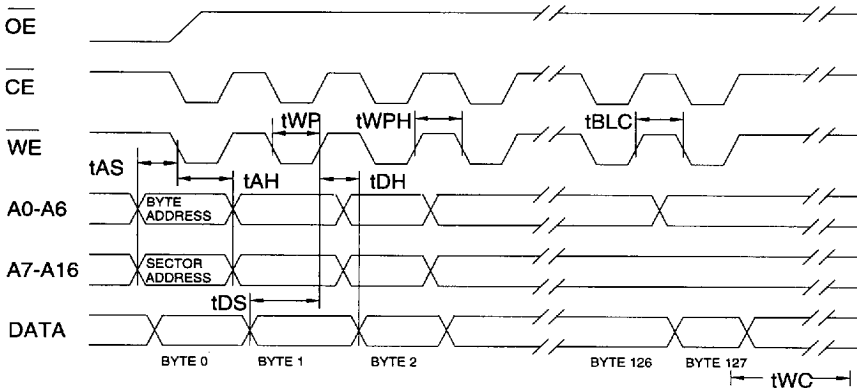 OE
CE
tWP tWPH tBLC
WE
tAS tAH tDH
A0-A6 BYTE ADDRESS
A7-A16 SECTOR ADDRESS
tDS
DATA
BYTE 0 BYTE 1 BYTE 2 BYTE 126 BYTE 127
tWC